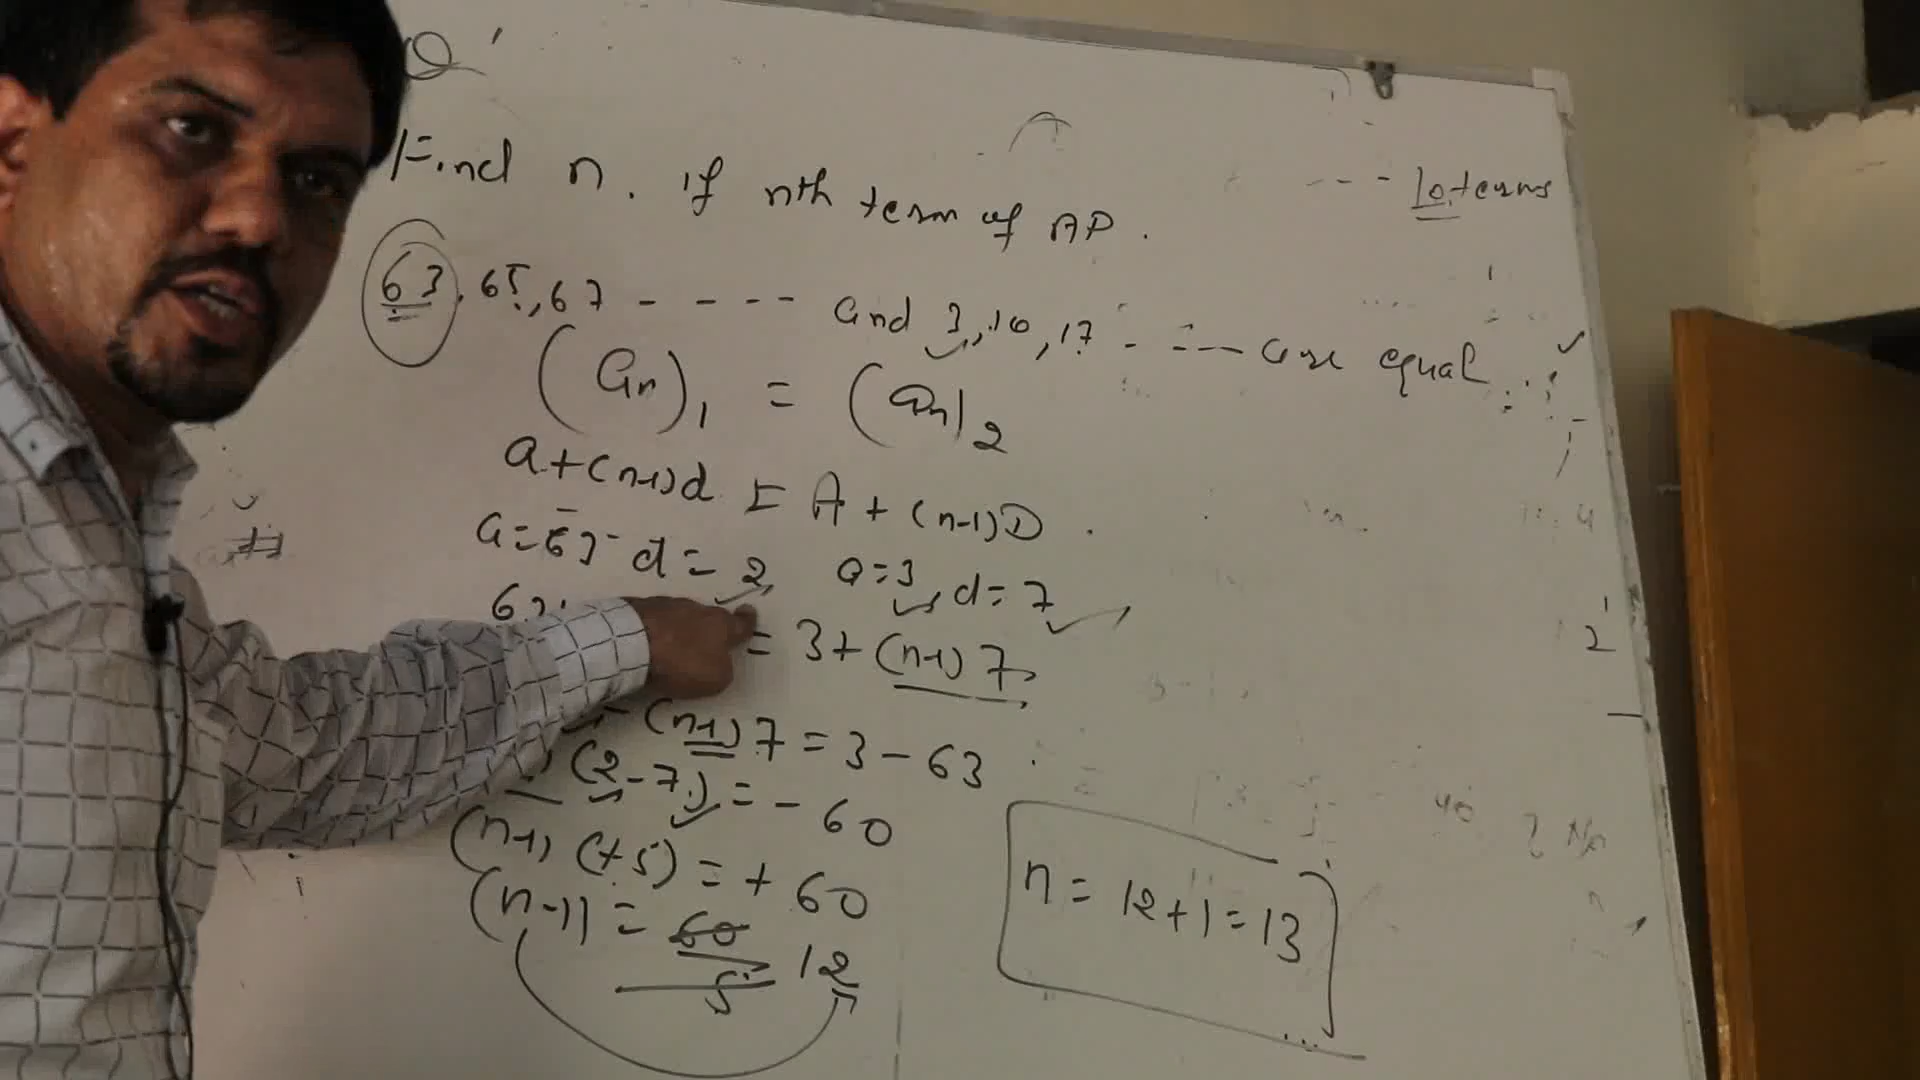 Find n. if nth term of AP.
--- 10 terms
63, 65, 67 - - - - - and 3, 10, 17 - - - - are equal
(an)1 = (an)2
a+(n-1)d = A+(n-1)D
a=63 d=2 a=3, d=7
63 = 3+(n-1)7
(n-1)7 = 3-63
(2-7) = -60
(n-1)(+5) = +60
(n-1) = 60/5 12
n = 12+1 = 13